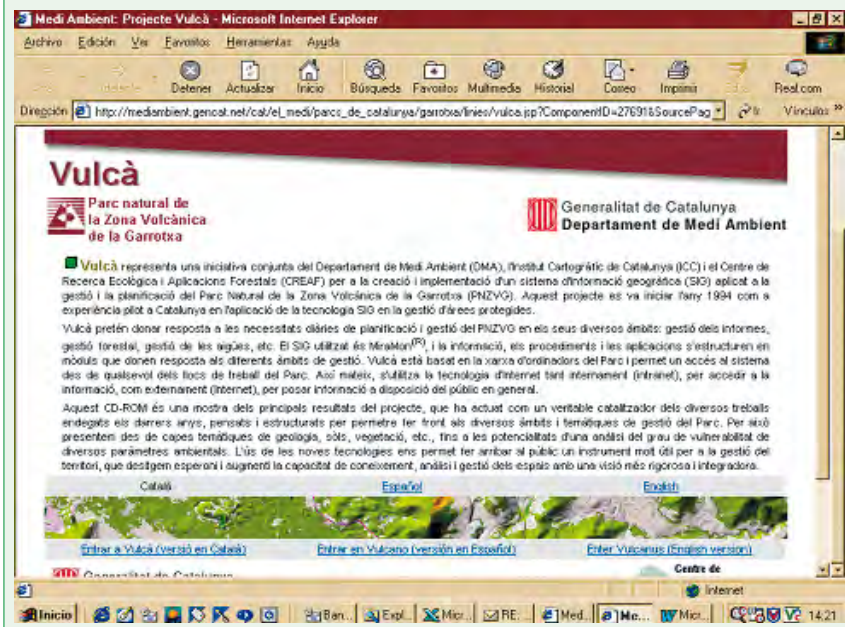 Medi Ambient: Projecte Vulcà - Microsoft Internet Explorer
Archivo Edición Ver Favoritos Herramientas Ayuda
Detener Actualizar Inicio Búsqueda Favoritos Multimedia Historial Correo Imprimir Real.com
Dirección http://mediambient.gencat.net/cat/el_medi/parcs_de_catalunya/garrotxa/linies/vulca.jsp?ComponentID=27691&SourcePag Ir Vínculos »
Vulcà
Parc natural de
la Zona Volcànica
de la Garrotxa
Generalitat de Catalunya
Departament de Medi Ambient
Vulcà representa una iniciativa conjunta del Departament de Medi Ambient (DMA), l'Institut Cartogràfic de Catalunya (ICC) i el Centre de
Recerca Ecològica i Aplicacions Forestals (CREAF) per a la creació i implementació d'un sistema d'informació geogràfica (SIG) aplicat a la
gestió i la planificació del Parc Natural de la Zona Volcànica de la Garrotxa (PNZVG). Aquest projecte es va iniciar l'any 1994 com a
experiència pilot a Catalunya en l'aplicació de la tecnologia SIG en la gestió d'àrees protegides.
Vulcà pretén donar resposta a les necessitats diàries de planificació i gestió del PNZVG en els seus diversos àmbits: gestió dels informes,
gestió forestal, gestió de les aigües, etc. El SIG utilitzat és MiraMon(R), i la informació, els procediments i les aplicacions s'estructuren en
mòduls que donen resposta als diferents àmbits de gestió. Vulcà està basat en la xarxa d'ordinadors del Parc i permet un accés al sistema
des de qualsevol dels llocs de treball del Parc. Així mateix, s'utilitza la tecnologia d'Internet tant internament (intranet), per accedir a la
informació, com externament (Internet), per posar informació a disposició del públic en general.
Aquest CD-ROM és una mostra dels principals resultats del projecte, que ha actuat com un veritable catalitzador dels diversos treballs
endegats els darrers anys, pensats i estructurats per permetre fer front als diversos àmbits i temàtiques de gestió del Parc. Per això
presentem des de capes temàtiques de geologia, sòls, vegetació, etc., fins a les potencialitats d'una anàlisi del grau de vulnerabilitat de
diversos paràmetres ambientals. L'ús de les noves tecnologies ens permet fer arribar al públic un instrument molt útil per a la gestió del
territori, que desitgem esperoni i augmenti la capacitat de coneixement, anàlisi i gestió dels espais amb una visió més rigorosa i integradora.
Català Español English
Entrar a Vulcà (versió en Català) Entrar en Vulcano (versión en Español) Enter Vulcanus (English version)
Generalitat de Catalunya Centre de
Internet
Inicio Ban... Expl... Micr... RE: ... Med... Me... Micr... 14:21